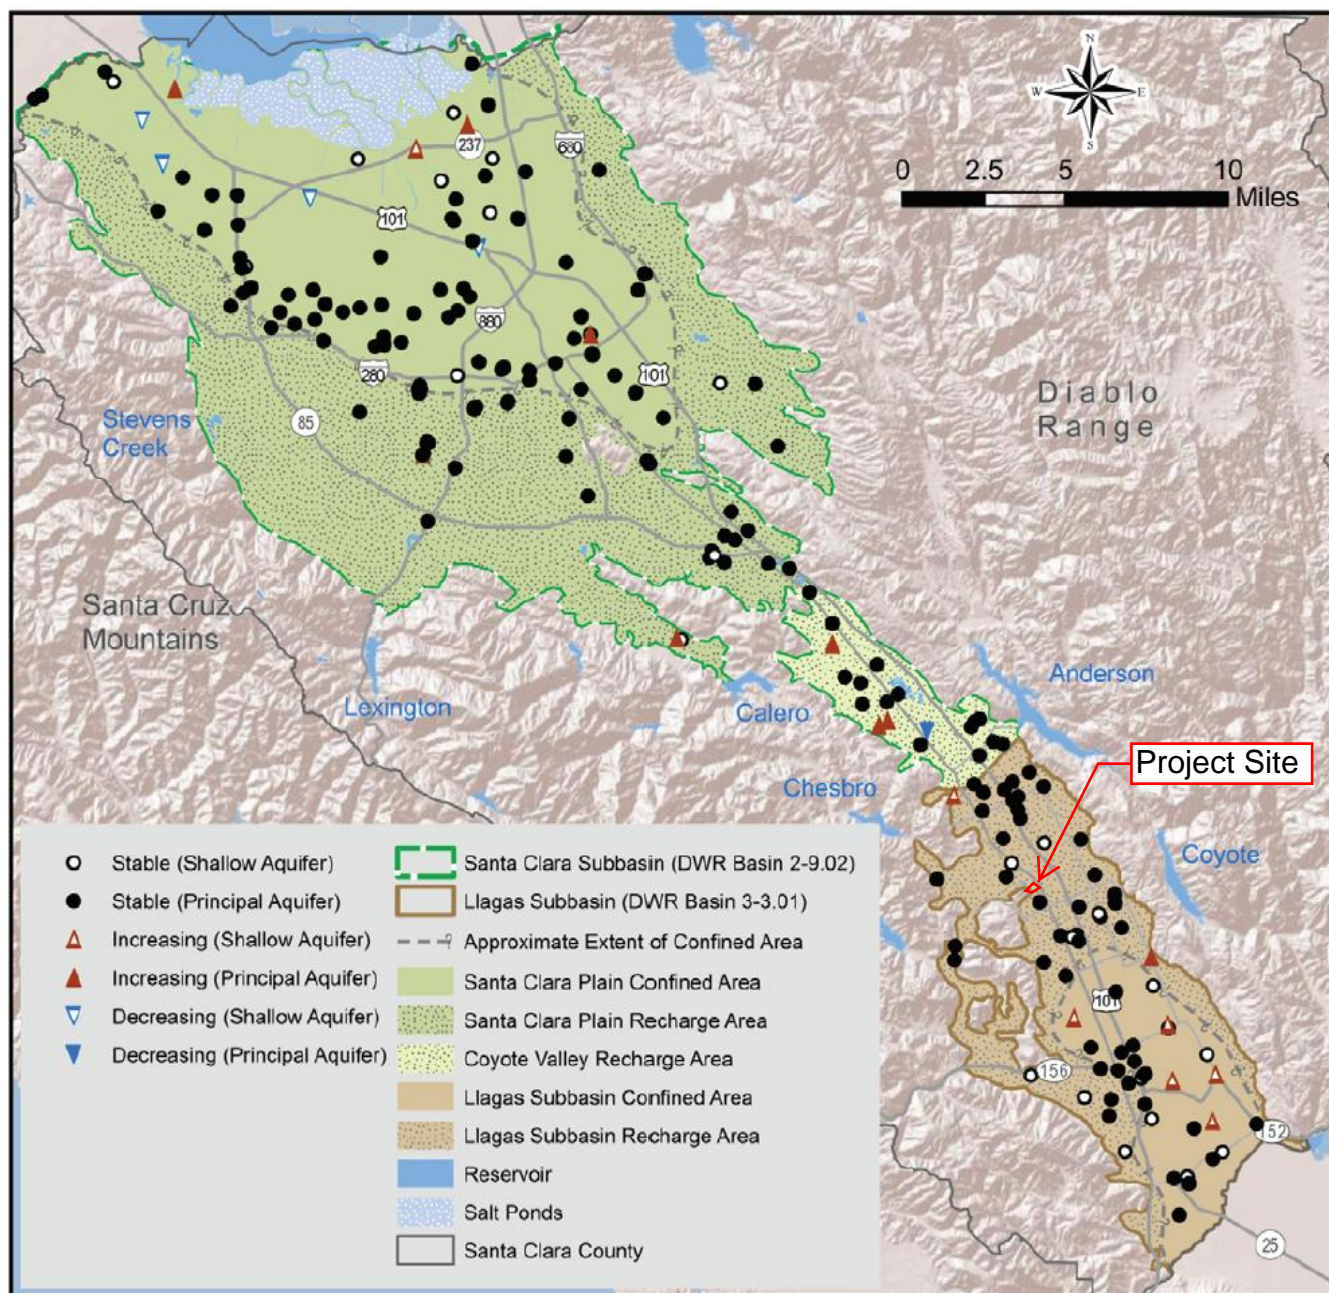 N
W E
S
0 2.5 5 10
Miles
237
680
101
880
280
101
85
Stevens
Creek
Diablo
Range
Santa Cruz
Mountains
Lexington
Calero
Anderson
Chesbro
Project Site
Coyote
101
156
152
25
Stable (Shallow Aquifer)
Stable (Principal Aquifer)
Increasing (Shallow Aquifer)
Increasing (Principal Aquifer)
Decreasing (Shallow Aquifer)
Decreasing (Principal Aquifer)
Santa Clara Subbasin (DWR Basin 2-9.02)
Llagas Subbasin (DWR Basin 3-3.01)
Approximate Extent of Confined Area
Santa Clara Plain Confined Area
Santa Clara Plain Recharge Area
Coyote Valley Recharge Area
Llagas Subbasin Confined Area
Llagas Subbasin Recharge Area
Reservoir
Salt Ponds
Santa Clara County